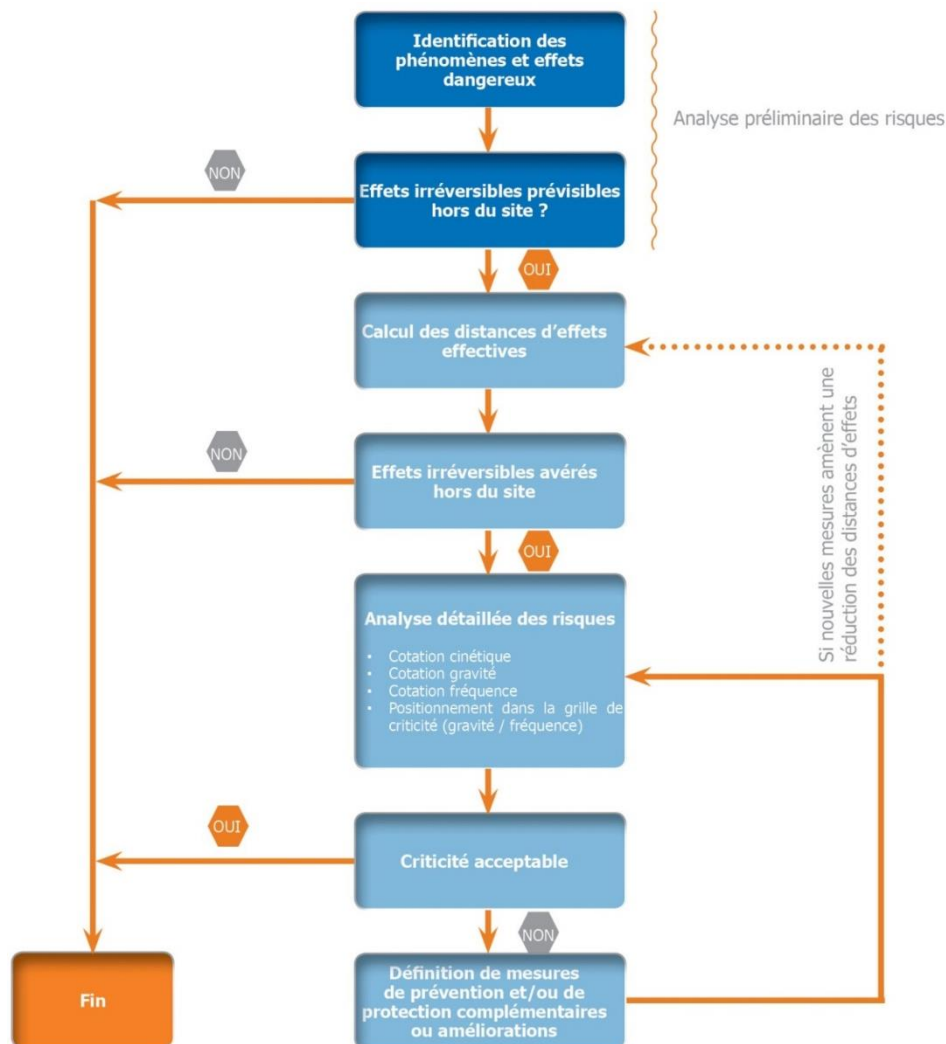 Identification des
phénomènes et effets
dangereux
Analyse préliminaire des risques
NON
Effets irréversibles prévisibles
hors du site ?
OUI
Calcul des distances d’effets
effectives
Si nouvelles mesures amènent une
réduction des distances d’effets
NON
Effets irréversibles avérés
hors du site
OUI
Analyse détaillée des risques
• Cotation cinétique
• Cotation gravité
• Cotation fréquence
• Positionnement dans la grille de
criticité (gravité / fréquence)
OUI
Criticité acceptable
NON
Fin
Définition de mesures
de prévention et/ou de
protection complémentaires
ou améliorations